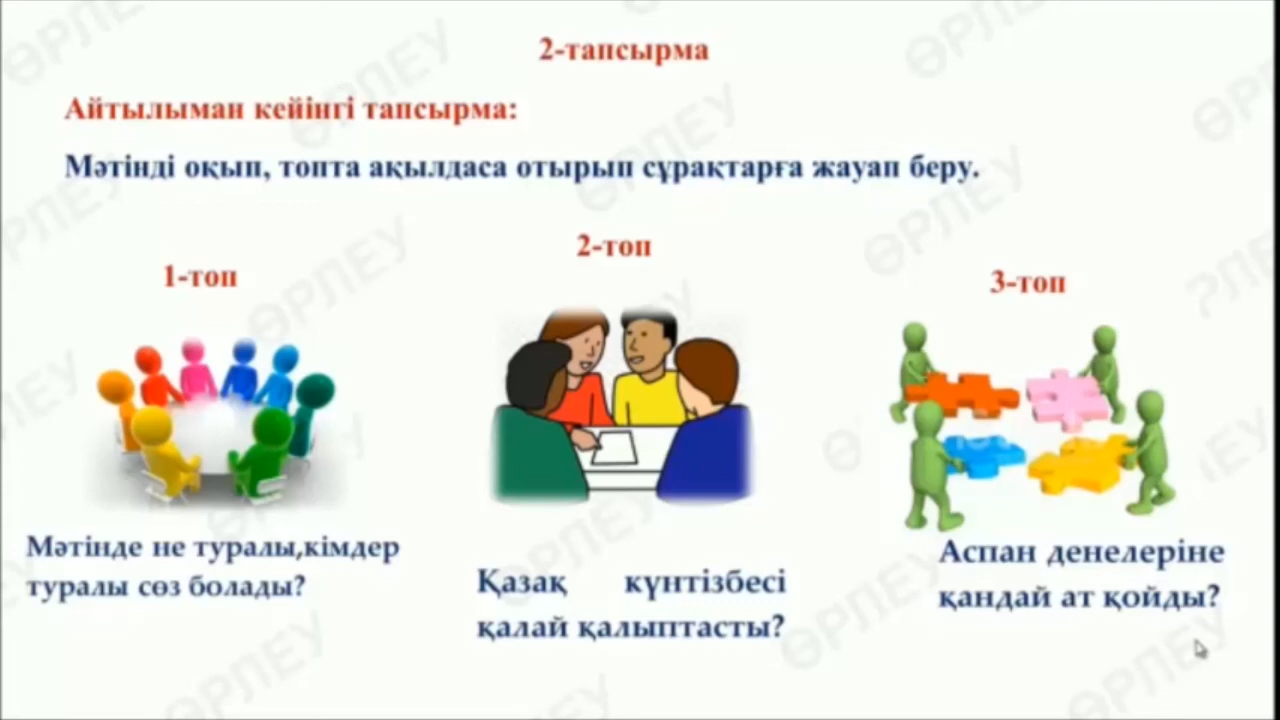 2-тапсырма
Айтылыман кейінгі тапсырма:
Мәтінді оқып, топта ақылдаса отырып сұрақтарға жауап беру.
1-топ
2-топ
3-топ
Мәтінде не туралы,кімдер
туралы сөз болады?
Қазақ күнтізбесі
қалай қалыптасты?
Аспан денелеріне
қандай ат қойды?
ӨРЛЕУ